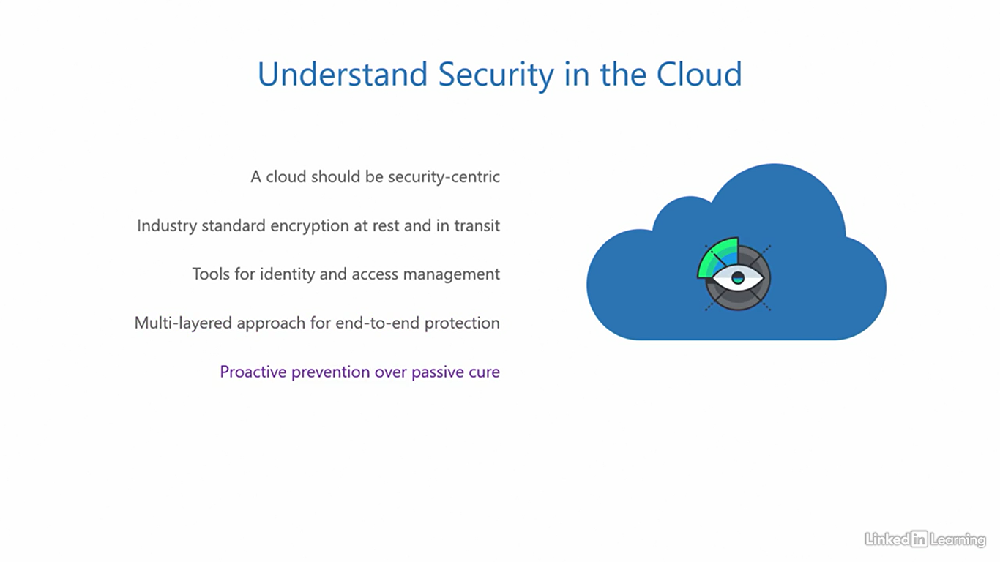 Understand Security in the Cloud
A cloud should be security-centric
Industry standard encryption at rest and in transit
Tools for identity and access management
Multi-layered approach for end-to-end protection
Proactive prevention over passive cure
Linked in Learning